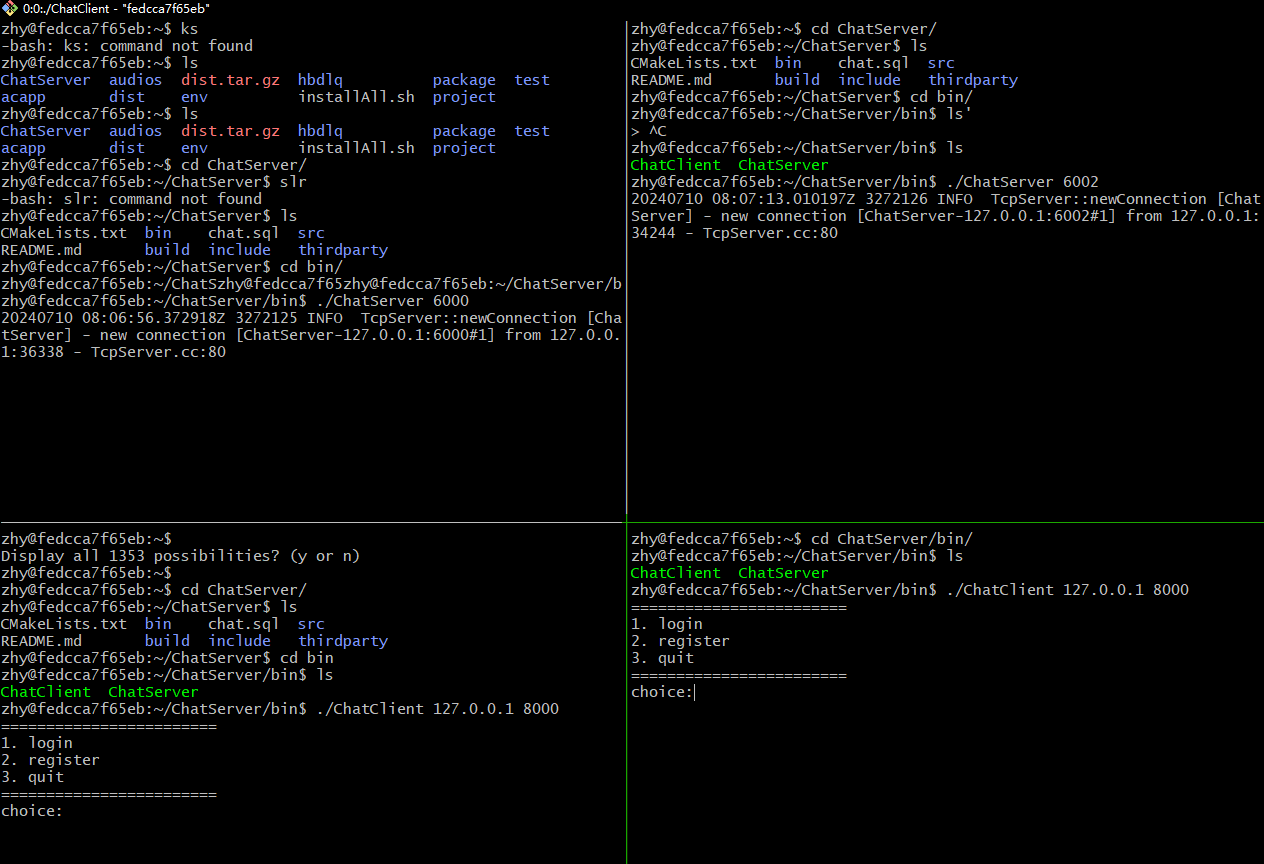 0:0:./ChatClient - "fedcca7f65eb"
zhy@fedcca7f65eb:~$ ks
-bash: ks: command not found
zhy@fedcca7f65eb:~$ ls
ChatServer  audios  dist.tar.gz  hbdlq          package  test
acapp       dist    env          installAll.sh  project
zhy@fedcca7f65eb:~$ ls
ChatServer  audios  dist.tar.gz  hbdlq          package  test
acapp       dist    env          installAll.sh  project
zhy@fedcca7f65eb:~$ cd ChatServer/
zhy@fedcca7f65eb:~/ChatServer$ slr
-bash: slr: command not found
zhy@fedcca7f65eb:~/ChatServer$ ls
CMakeLists.txt  bin    chat.sql  src
README.md       build  include   thirdparty
zhy@fedcca7f65eb:~/ChatServer$ cd bin/
zhy@fedcca7f65eb:~/ChatSzhy@fedcca7f65zhy@fedcca7f65eb:~/ChatServer/b
zhy@fedcca7f65eb:~/ChatServer/bin$ ./ChatServer 6000
20240710 08:06:56.372918Z 3272125 INFO  TcpServer::newConnection [Cha
tServer] - new connection [ChatServer-127.0.0.1:6000#1] from 127.0.0.
1:36338 - TcpServer.cc:80
zhy@fedcca7f65eb:~$ cd ChatServer/
zhy@fedcca7f65eb:~/ChatServer$ ls
CMakeLists.txt  bin    chat.sql  src
README.md       build  include   thirdparty
zhy@fedcca7f65eb:~/ChatServer$ cd bin/
zhy@fedcca7f65eb:~/ChatServer/bin$ ls'
> ^C
zhy@fedcca7f65eb:~/ChatServer/bin$ ls
ChatClient  ChatServer
zhy@fedcca7f65eb:~/ChatServer/bin$ ./ChatServer 6002
20240710 08:07:13.010197Z 3272126 INFO  TcpServer::newConnection [Chat
Server] - new connection [ChatServer-127.0.0.1:6002#1] from 127.0.0.1:
34244 - TcpServer.cc:80
zhy@fedcca7f65eb:~$
Display all 1353 possibilities? (y or n)
zhy@fedcca7f65eb:~$
zhy@fedcca7f65eb:~$ cd ChatServer/
zhy@fedcca7f65eb:~/ChatServer$ ls
CMakeLists.txt  bin    chat.sql  src
README.md       build  include   thirdparty
zhy@fedcca7f65eb:~/ChatServer$ cd bin
zhy@fedcca7f65eb:~/ChatServer/bin$ ls
ChatClient  ChatServer
zhy@fedcca7f65eb:~/ChatServer/bin$ ./ChatClient 127.0.0.1 8000
========================
1. login
2. register
3. quit
========================
choice:
zhy@fedcca7f65eb:~$ cd ChatServer/bin/
zhy@fedcca7f65eb:~/ChatServer/bin$ ls
ChatClient  ChatServer
zhy@fedcca7f65eb:~/ChatServer/bin$ ./ChatClient 127.0.0.1 8000
========================
1. login
2. register
3. quit
========================
choice: